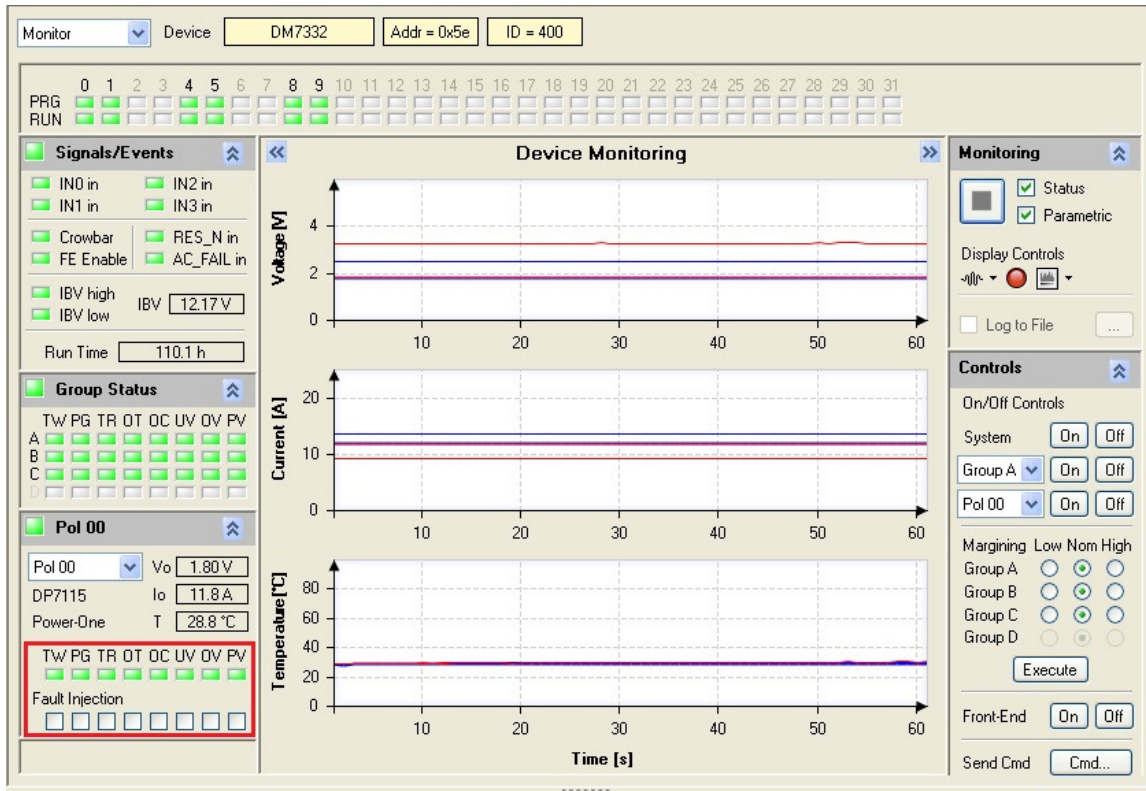 Monitor Device DM7332 Addr = 0x5e ID = 400
0 1 2 3 4 5 6 7 8 9 10 11 12 13 14 15 16 17 18 19 20 21 22 23 24 25 26 27 28 29 30 31
PRG
RUN
Signals/Events
IN0 in IN2 in
IN1 in IN3 in
Crowbar RES_N in
FE Enable AC_FAIL in
IBV high
IBV 12.17 V
IBV low
Run Time 110.1 h
Group Status
TW PG TR OT OC UV OV PV
A
B
C
D
Pol 00
Pol 00 Vo 1.80 V
DP7115 Io 11.8 A
Power-One T 28.8 °C
TW PG TR OT OC UV OV PV
Fault Injection
Device Monitoring
Voltage [V]
4
2
0
10 20 30 40 50 60
Current [A]
20
10
0
10 20 30 40 50 60
Temperature [°C]
80
60
40
20
0
10 20 30 40 50 60
Time [s]
Monitoring
Status
Parametric
Display Controls
Log to File ...
Controls
On/Off Controls
System On Off
Group A On Off
Pol 00 On Off
Margining Low Nom High
Group A
Group B
Group C
Group D
Execute
Front-End On Off
Send Cmd Cmd...